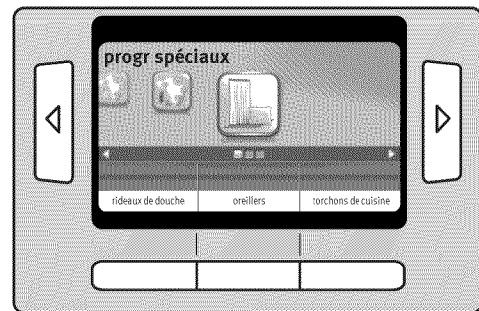 progr spéciaux
rideaux de douche oreillers torchons de cuisine